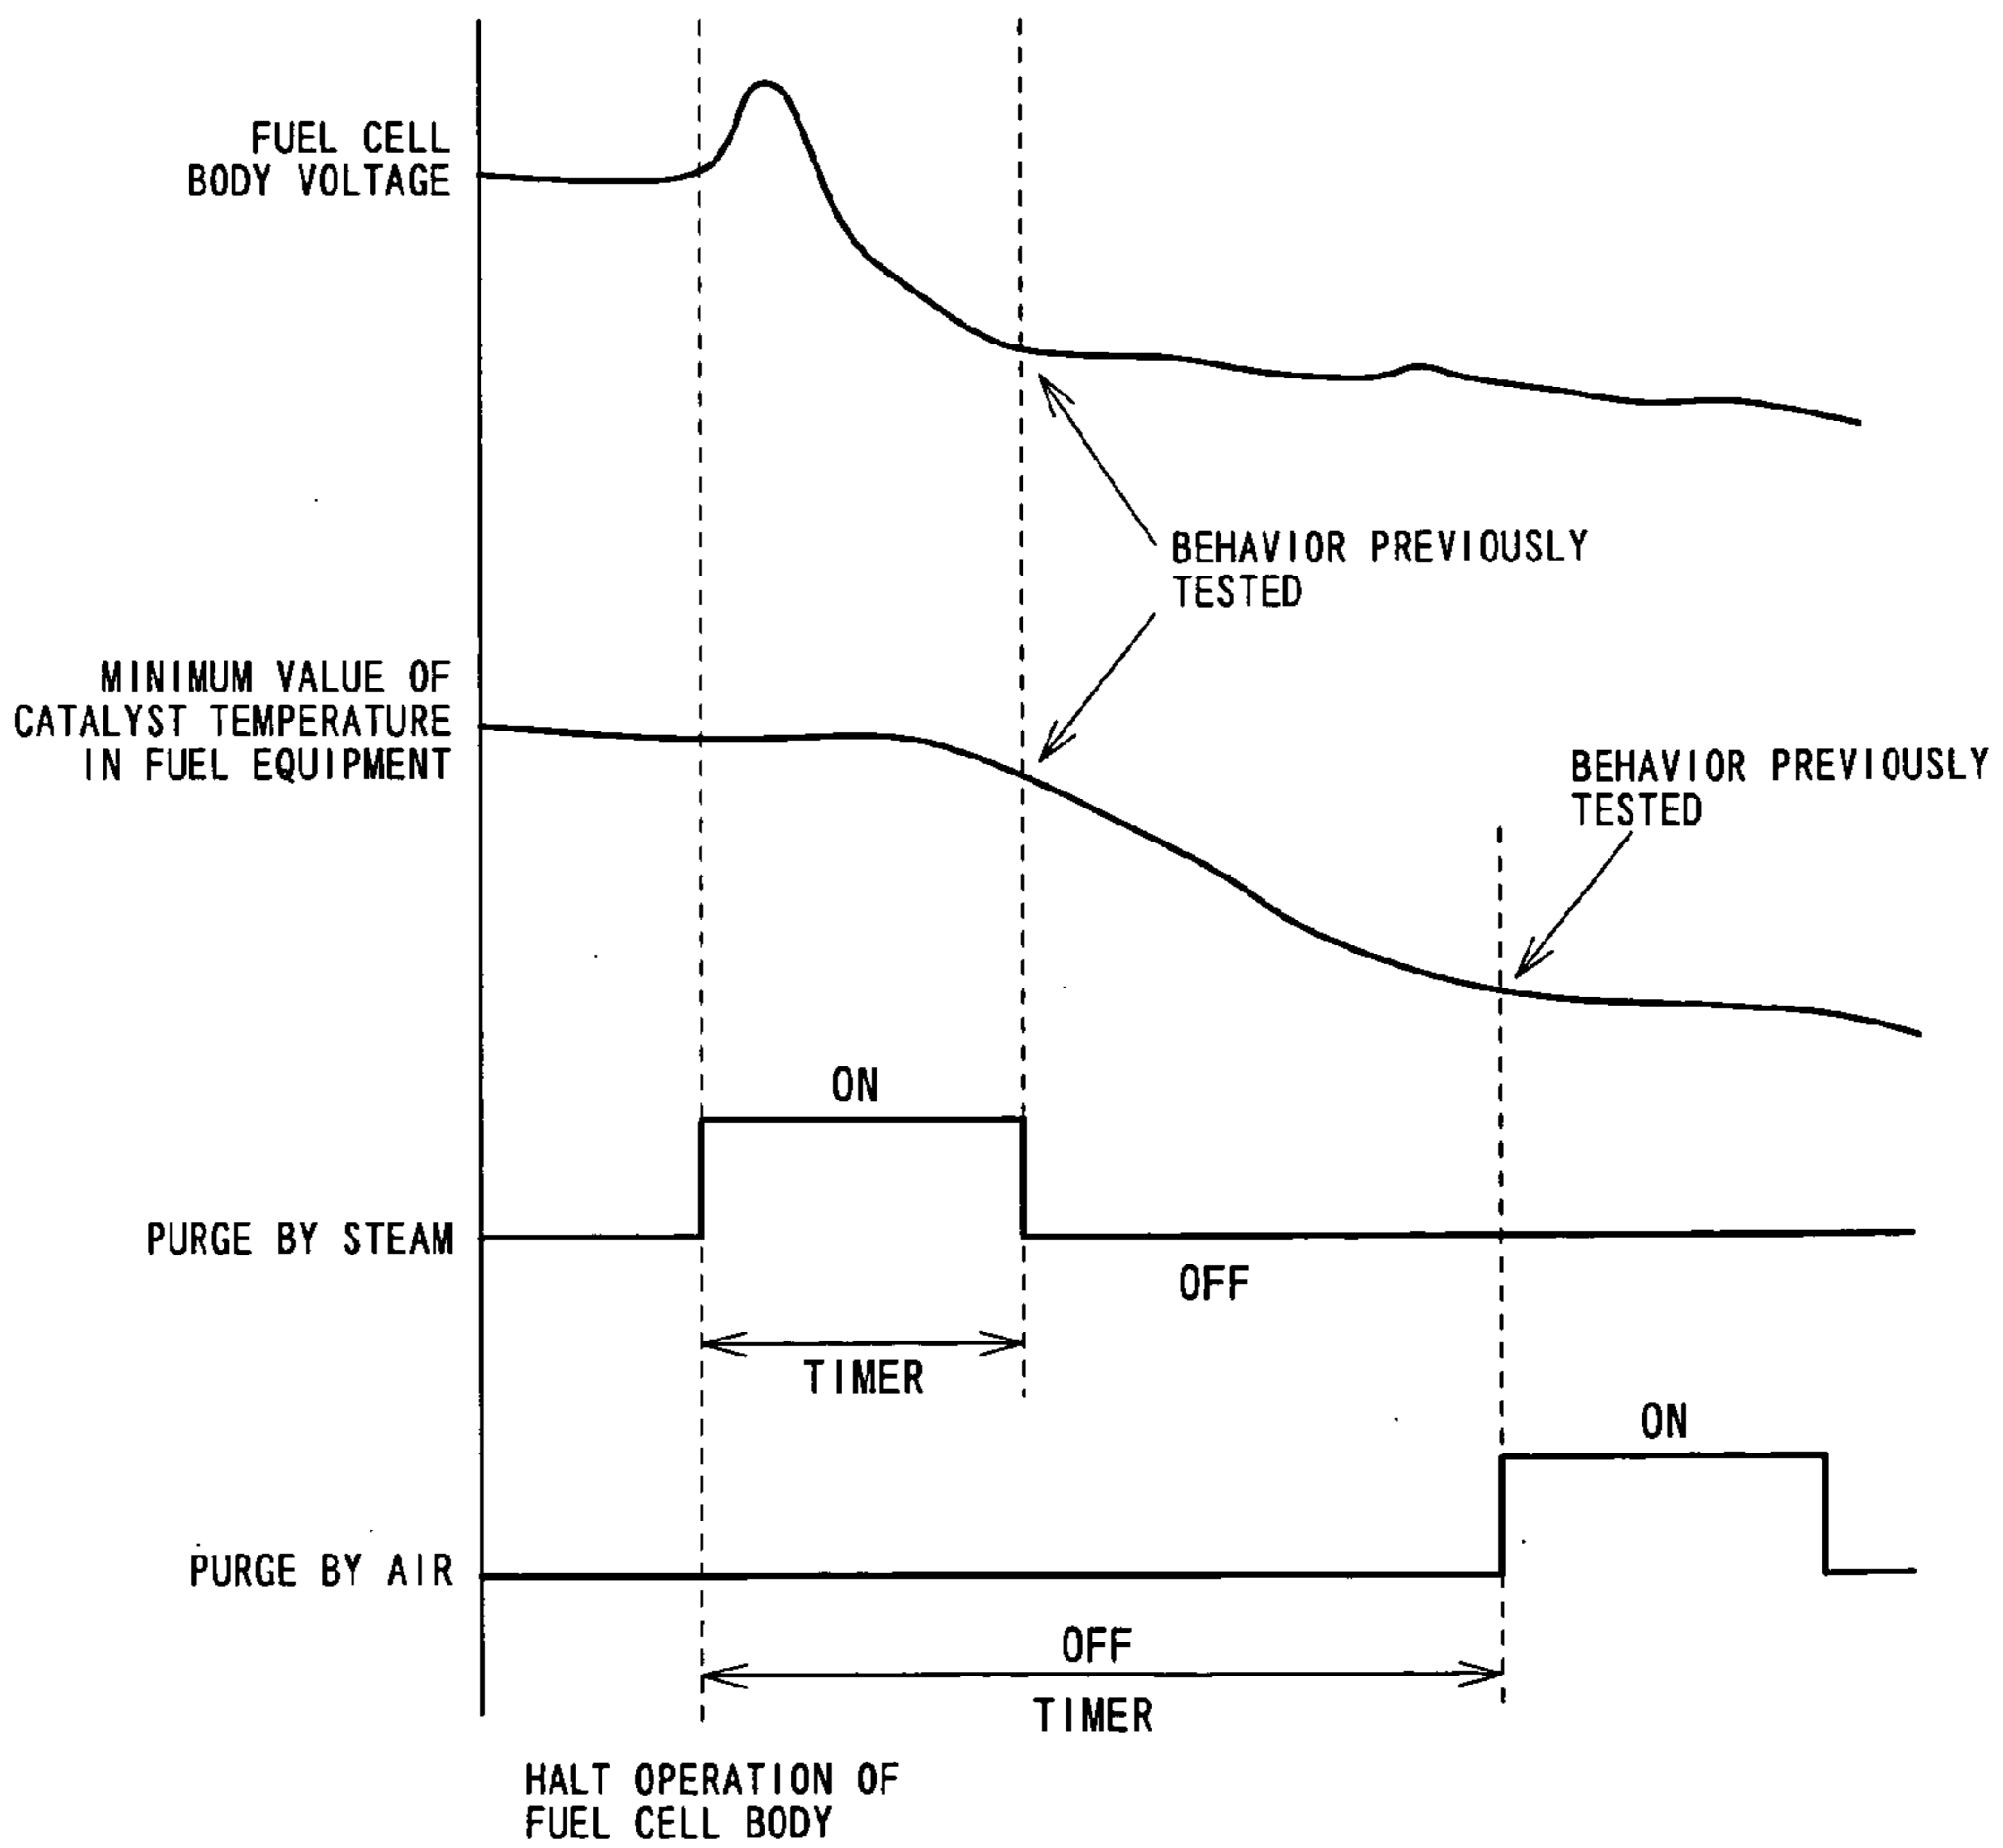 FUEL CELL
BODY VOLTAGE
BEHAVIOR PREVIOUSLY
TESTED
MINIMUM VALUE OF
CATALYST TEMPERATURE
IN FUEL EQUIPMENT
BEHAVIOR PREVIOUSLY
TESTED
ON
PURGE BY STEAM
OFF
TIMER
ON
PURGE BY AIR
OFF
TIMER
HALT OPERATION OF
FUEL CELL BODY